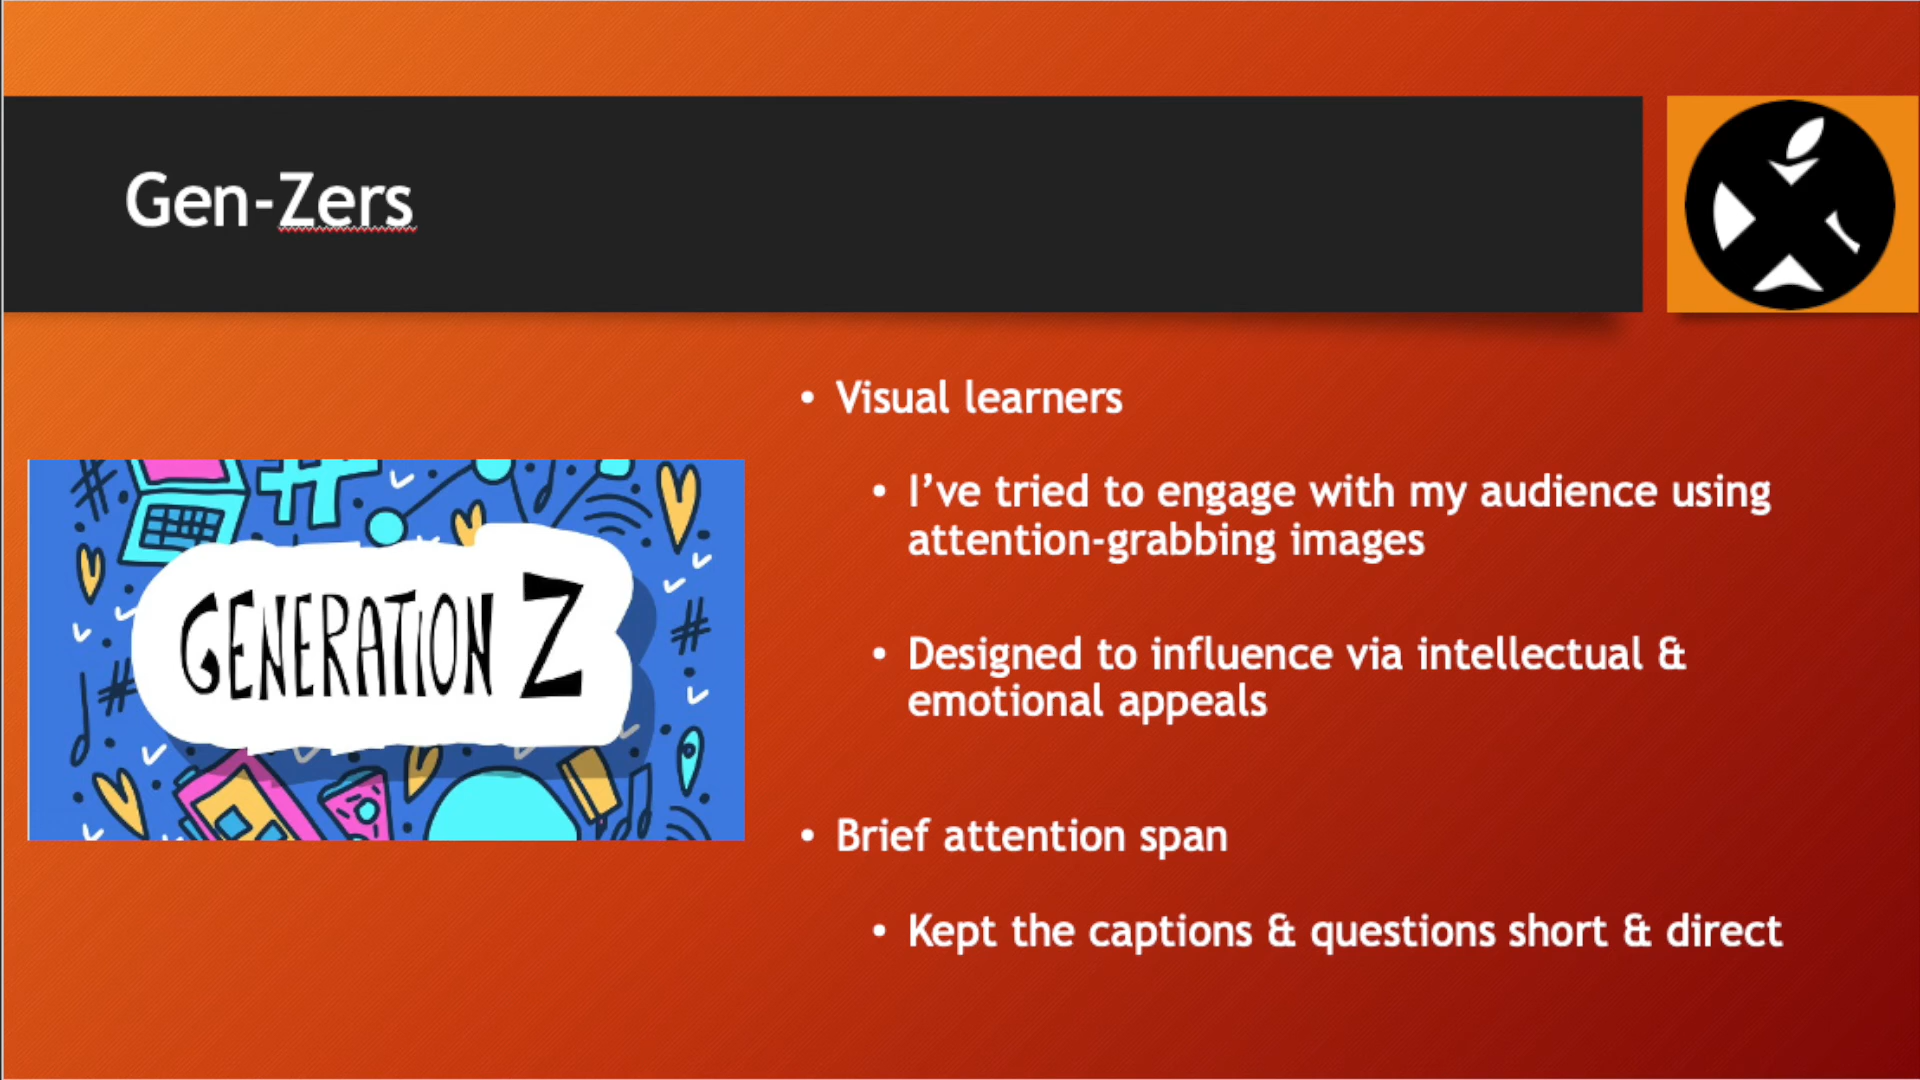 Gen-Zers
GENERATION Z
• Visual learners
• I’ve tried to engage with my audience using
attention-grabbing images
• Designed to influence via intellectual &
emotional appeals
• Brief attention span
• Kept the captions & questions short & direct